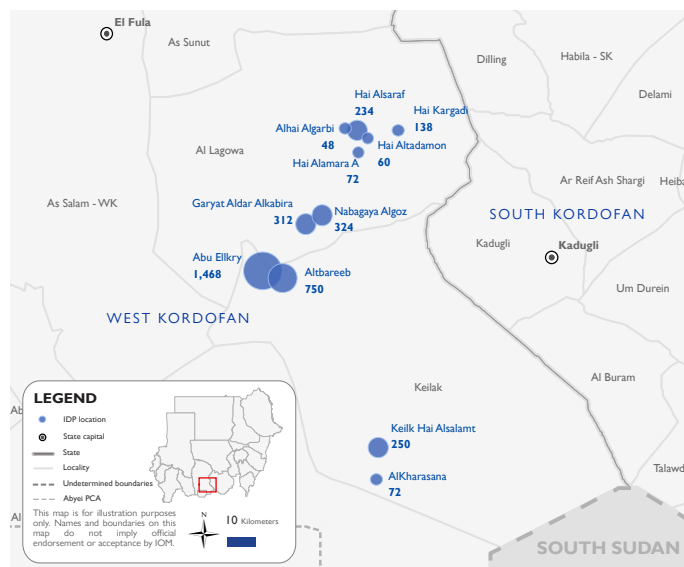 El Fula
As Sunut
Dilling
Habila - SK
Delami
Hai Alsaraf
234
Hai Kargadi
138
Alhai Algarbi
48
Hai Altadamon
60
Al Lagowa
Hai Alamara A
72
Ar Reif Ash Shargi
Heiba
As Salam - WK
Garyat Aldar Alkabira
312
Nabagaya Algoz
324
SOUTH KORDOFAN
Kadugli
Kadugli
Abu Ellkry
1,468
Altbareeb
750
Um Durein
WEST KORDOFAN
Al Buram
Keilak
Keilk Hai Alsalamt
250
AlKharasana
72
Talawd
Ab
Al
LEGEND
IDP location
State capital
State
Locality
Undetermined boundaries
Abyei PCA
This map is for illustration purposes
only. Names and boundaries on this
map do not imply official
endorsement or acceptance by IOM.
N
10 Kilometers
SOUTH SUDAN